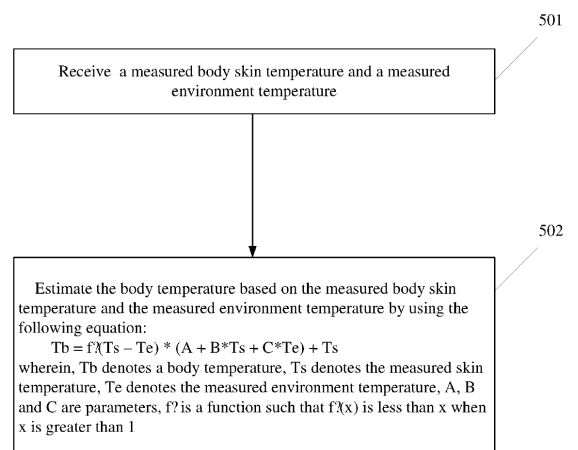 501
Receive a measured body skin temperature and a measured
environment temperature
502
Estimate the body temperature based on the measured body skin
temperature and the measured environment temperature by using the
following equation:
Tb = f?(Ts – Te) * (A + B*Ts + C*Te) + Ts
wherein, Tb denotes a body temperature, Ts denotes the measured skin
temperature, Te denotes the measured environment temperature, A, B
and C are parameters, f? is a function such that f?(x) is less than x when
x is greater than 1